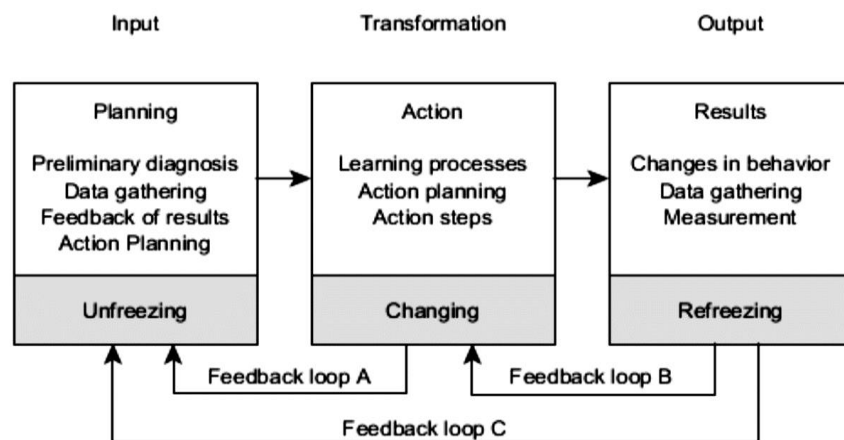 Input
Transformation
Output
Planning
Preliminary diagnosis
Data gathering
Feedback of results
Action Planning
Unfreezing
Action
Learning processes
Action planning
Action steps
Changing
Results
Changes in behavior
Data gathering
Measurement
Refreezing
Feedback loop A
Feedback loop B
Feedback loop C